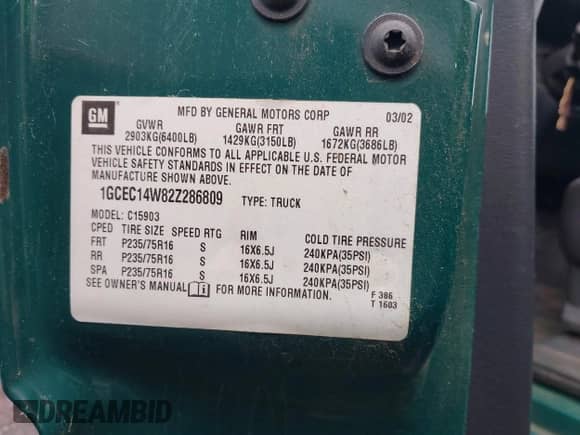 GM
MFD BY GENERAL MOTORS CORP 03/02
GVWR GAWR FRT GAWR RR
2903KG(6400LB) 1429KG(3150LB) 1672KG(3686LB)
THIS VEHICLE CONFORMS TO ALL APPLICABLE U.S. FEDERAL MOTOR
VEHICLE SAFETY STANDARDS IN EFFECT ON THE DATE OF
MANUFACTURE SHOWN ABOVE.
1GCEC14W82Z286809 TYPE: TRUCK
MODEL: C15903
CPED TIRE SIZE SPEED RTG RIM COLD TIRE PRESSURE
FRT P235/75R16 S 16X6.5J 240KPA(35PSI)
RR P235/75R16 S 16X6.5J 240KPA(35PSI)
SPA P235/75R16 S 16X6.5J 240KPA(35PSI)
SEE OWNER'S MANUAL FOR MORE INFORMATION.
F 386
T 1603
DREAMBID